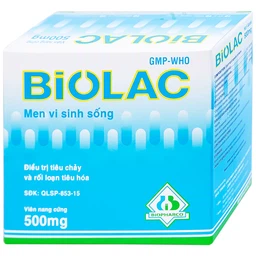 GMP-WHO
BiOLAC
Men vi sinh sống
Điều trị tiêu chảy
và rối loạn tiêu hóa
SĐK: QLSP-853-15
Viên nang cứng
500mg
BIOPHARCO